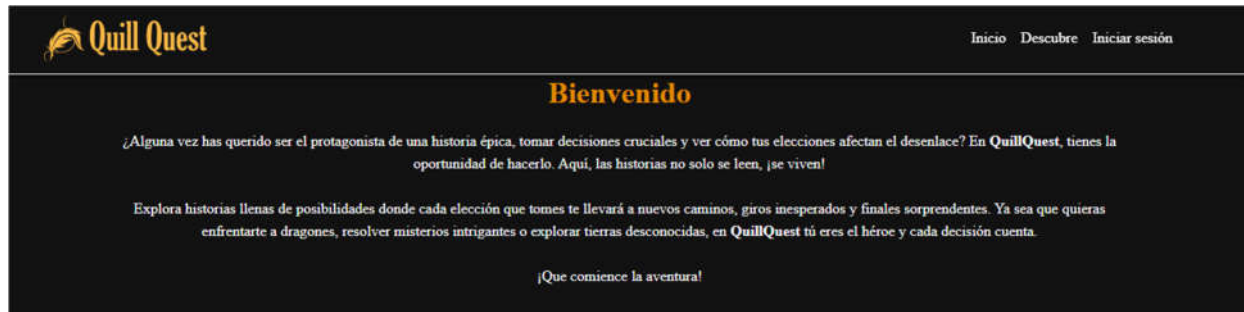 Quill Quest
Inicio Descubre Iniciar sesión
Bienvenido
¿Alguna vez has querido ser el protagonista de una historia épica, tomar decisiones cruciales y ver cómo tus elecciones afectan el desenlace? En QuillQuest, tienes la
oportunidad de hacerlo. Aquí, las historias no solo se leen, ¡se viven!
Explora historias llenas de posibilidades donde cada elección que tomes te llevará a nuevos caminos, giros inesperados y finales sorprendentes. Ya sea que quieras
enfrentarte a dragones, resolver misterios intrigantes o explorar tierras desconocidas, en QuillQuest tú eres el héroe y cada decisión cuenta.
¡Que comience la aventura!